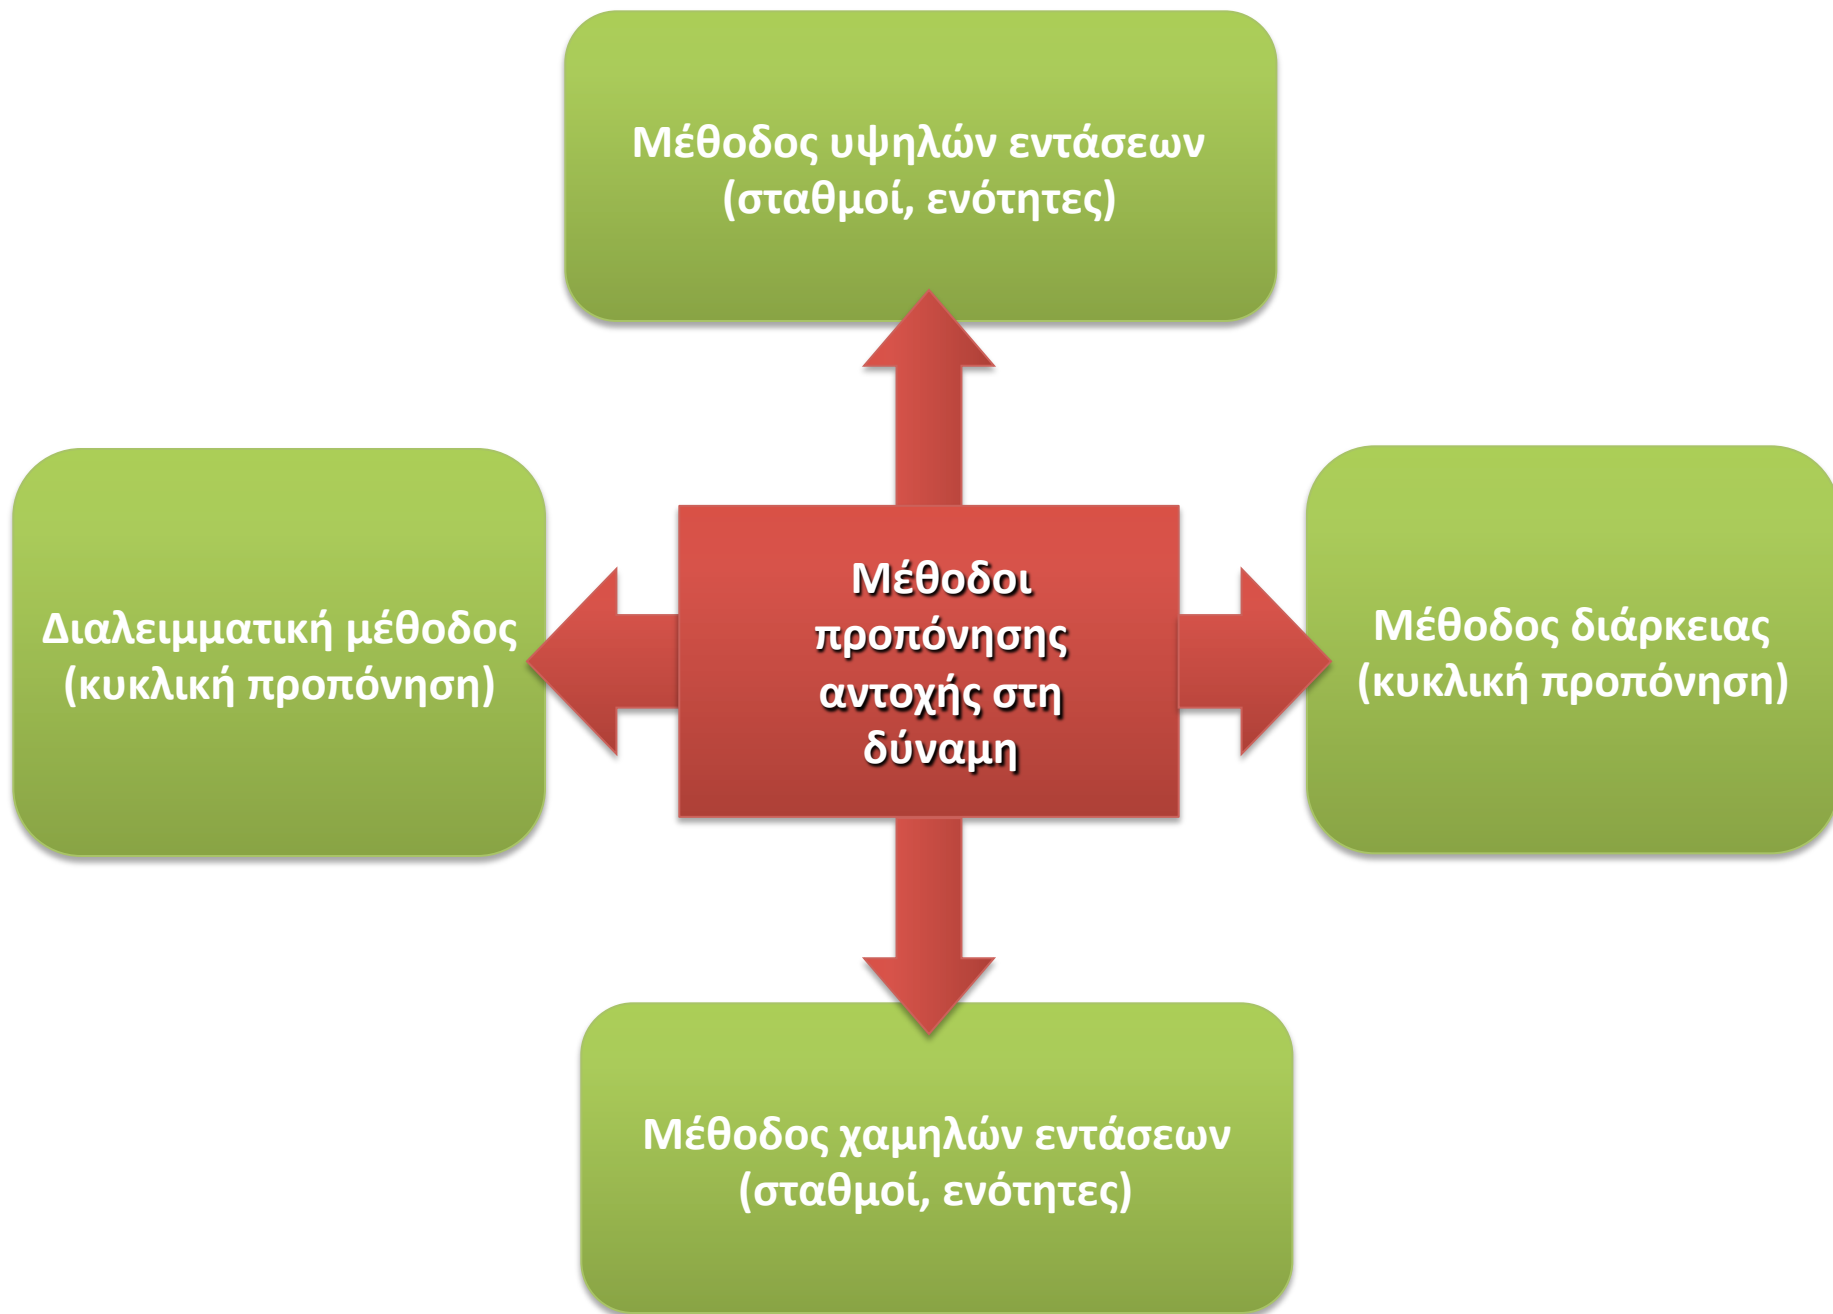 Μέθοδος υψηλών εντάσεων
(σταθμοί, ενότητες)
Διαλειμματική μέθοδος
(κυκλική προπόνηση)
Μέθοδοι
προπόνησης
αντοχής στη
δύναμη
Μέθοδος διάρκειας
(κυκλική προπόνηση)
Μέθοδος χαμηλών εντάσεων
(σταθμοί, ενότητες)